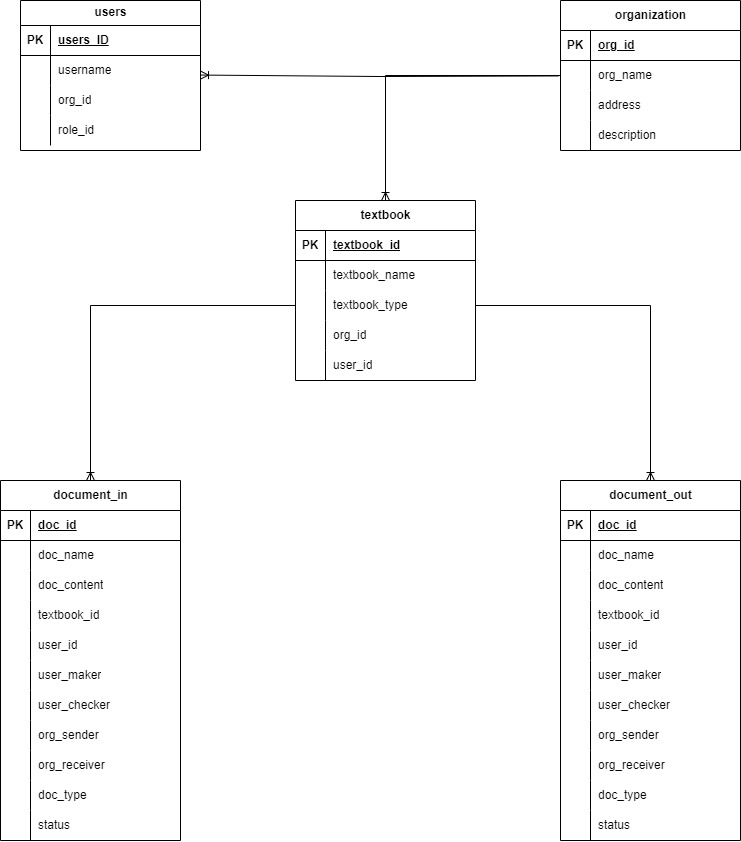 users
PK users_ID
username
org_id
role_id
organization
PK org_id
org_name
address
description
textbook
PK textbook_id
textbook_name
textbook_type
org_id
user_id
document_in
PK doc_id
doc_name
doc_content
textbook_id
user_id
user_maker
user_checker
org_sender
org_receiver
doc_type
status
document_out
PK doc_id
doc_name
doc_content
textbook_id
user_id
user_maker
user_checker
org_sender
org_receiver
doc_type
status